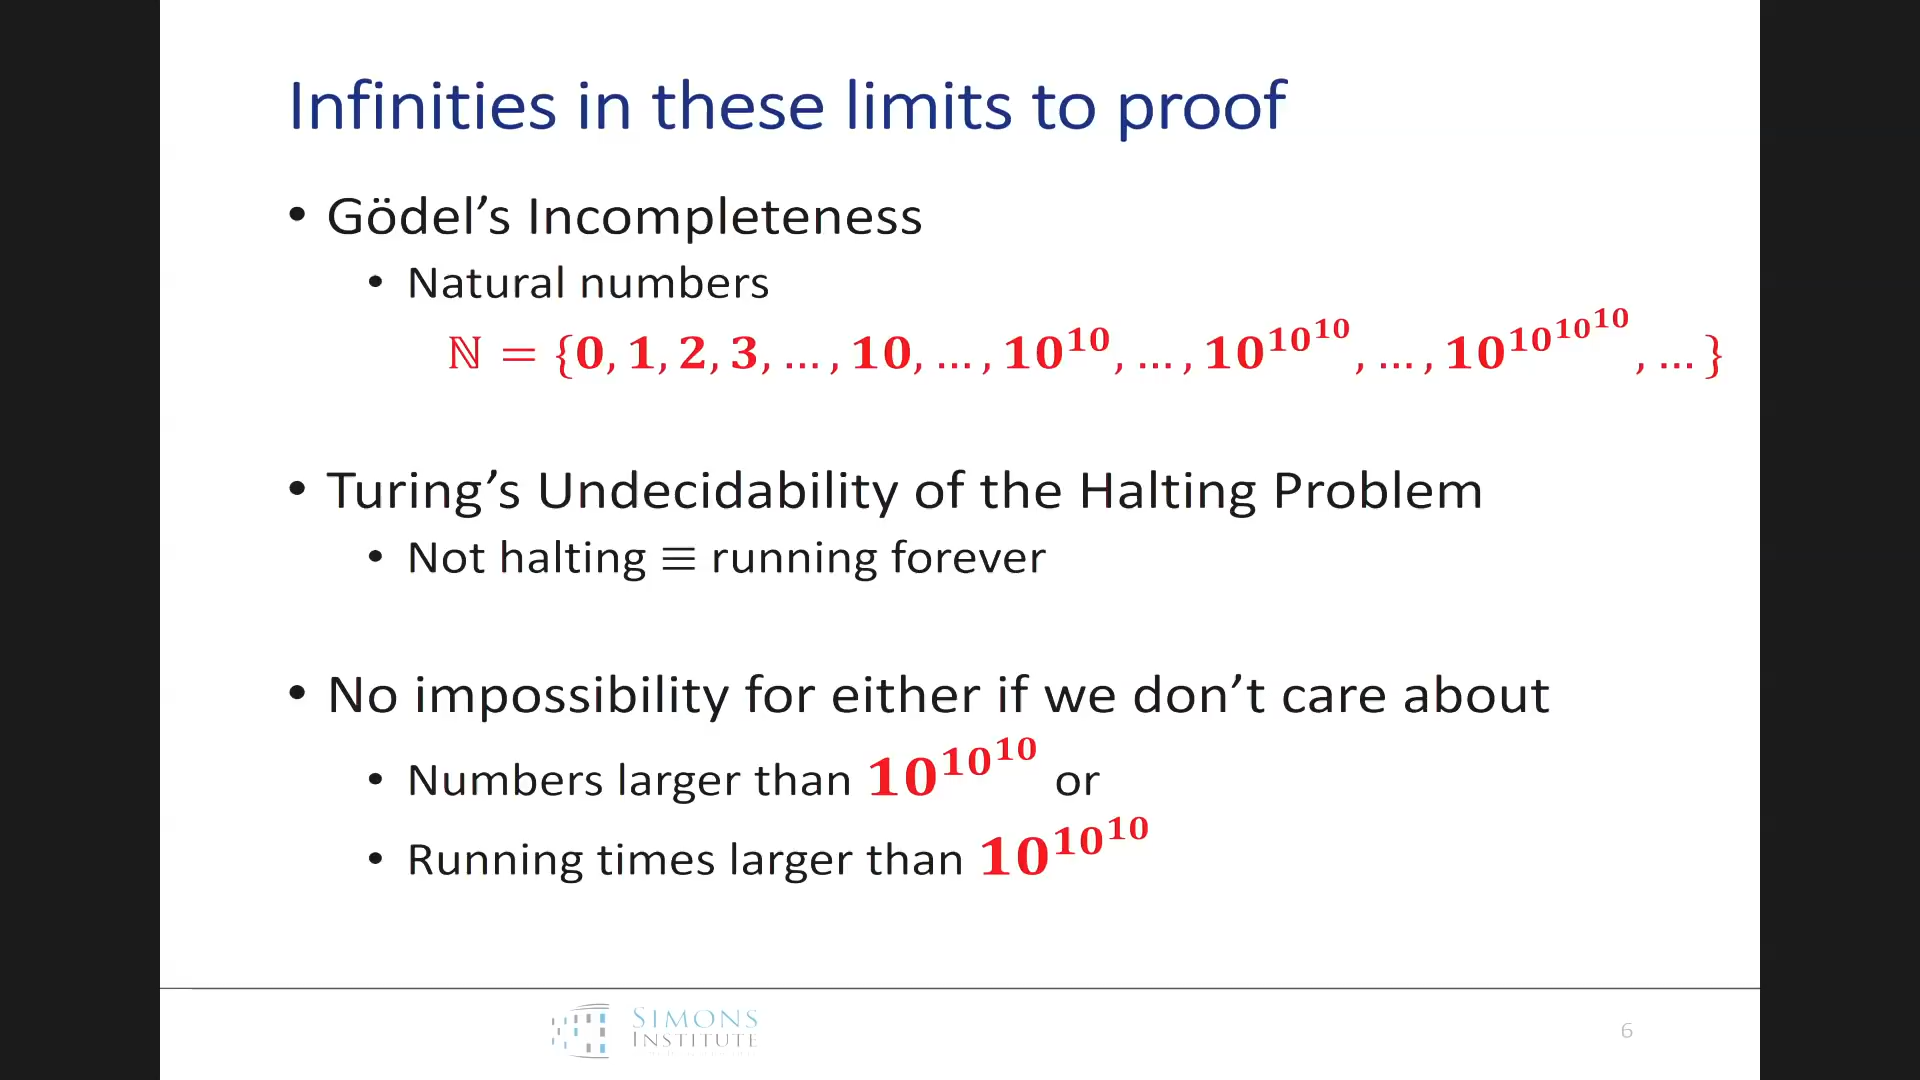 Infinities in these limits to proof
• Gödel’s Incompleteness
• Natural numbers
ℕ = {0, 1, 2, 3, … , 10, … , 10^10, … , 10^10^10, … , 10^10^10^10, … }
• Turing’s Undecidability of the Halting Problem
• Not halting ≡ running forever
• No impossibility for either if we don’t care about
• Numbers larger than 10^10^10 or
• Running times larger than 10^10^10
SIMONS
INSTITUTE
6